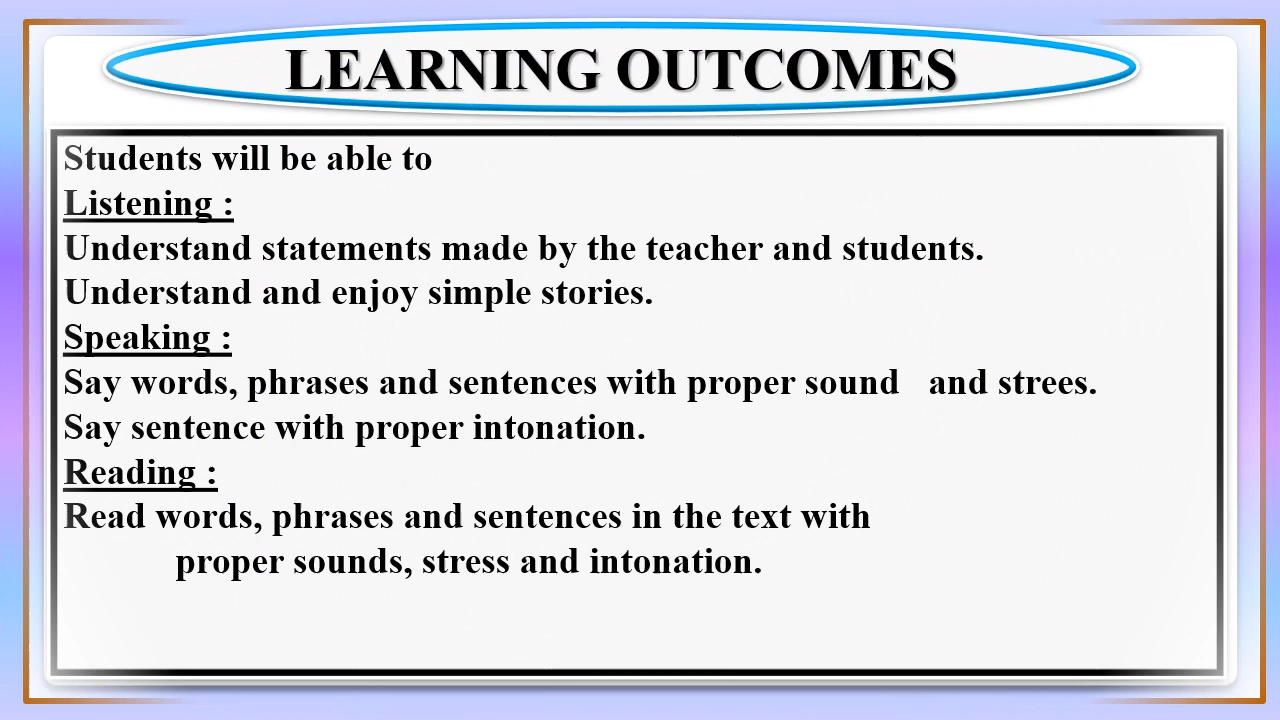 LEARNING OUTCOMES
Students will be able to
Listening :
Understand statements made by the teacher and students.
Understand and enjoy simple stories.
Speaking :
Say words, phrases and sentences with proper sound   and strees.
Say sentence with proper intonation.
Reading :
Read words, phrases and sentences in the text with
proper sounds, stress and intonation.